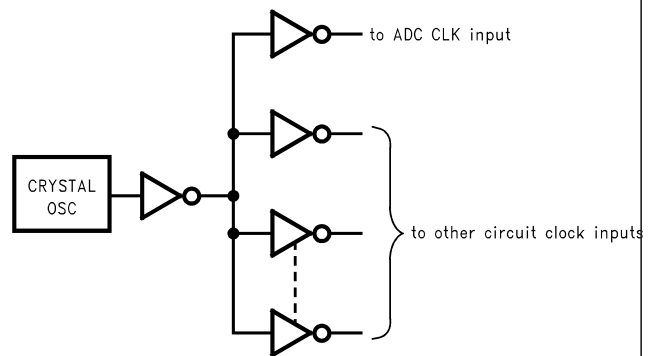 to ADC CLK input
CRYSTAL
OSC
to other circuit clock inputs